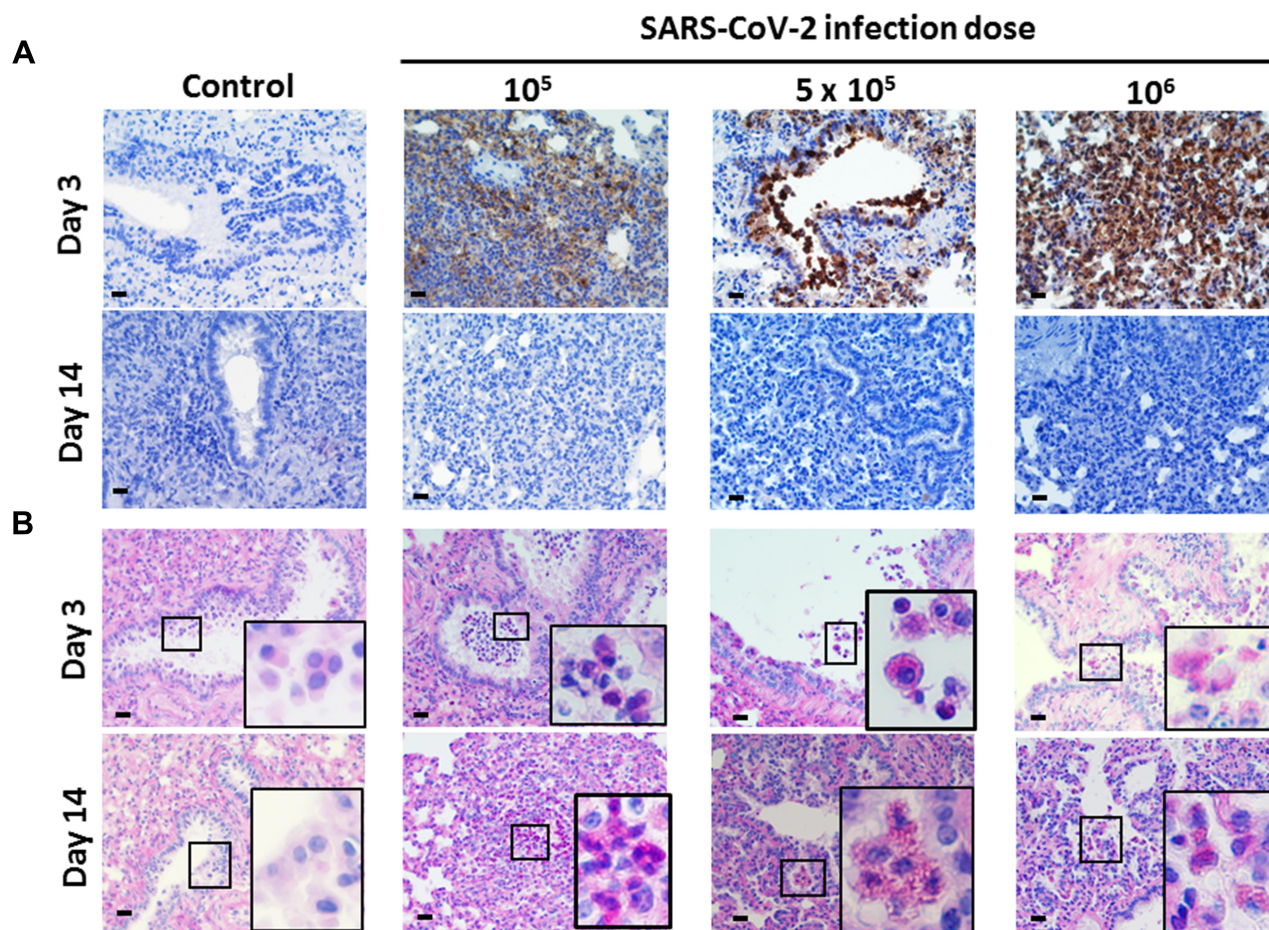 SARS-CoV-2 infection dose
A
Control 10⁵ 5 x 10⁵ 10⁶
Day 3
Day 14
B
Day 3
Day 14